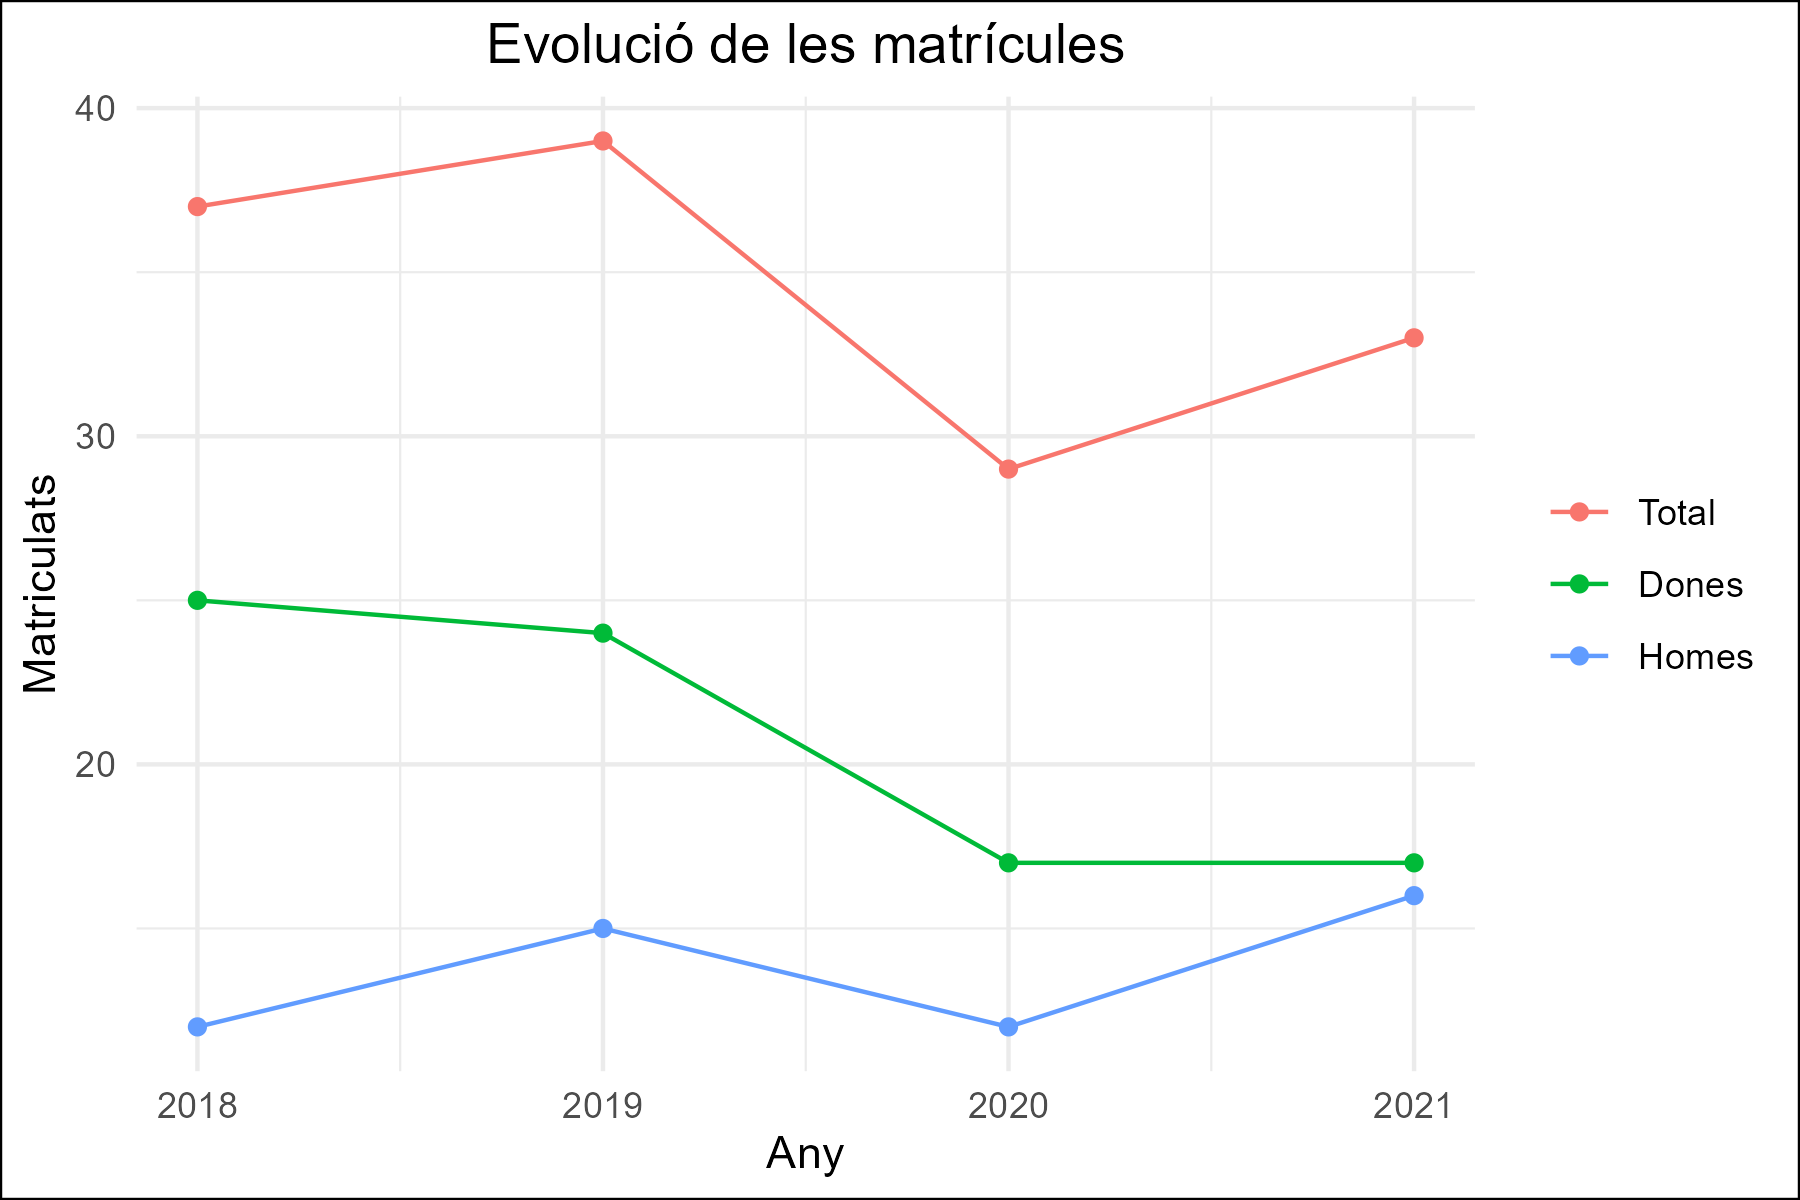 Evolució de les matrícules
40
30
20
Matriculats
2018 2019 2020 2021
Any
Total
Dones
Homes